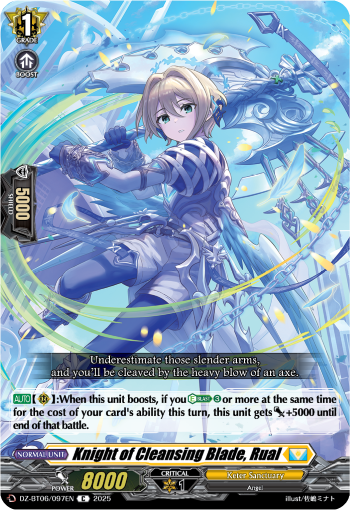 1
GRADE
BOOST
5000
SHIELD
Underestimate those slender arms,
and you'll be cleaved by the heavy blow of an axe.
AUTO (R):When this unit boosts, if you E-BLAST 5 or more at the same time
for the cost of your card's ability this turn, this unit gets +5000 until
end of that battle.
NORMAL UNIT
Knight of Cleansing Blade, Rual
POWER 8000
CRITICAL
1
Keter Sanctuary
Angel
DZ-BT06/097EN C 2025
illust/佐嶋ミナト